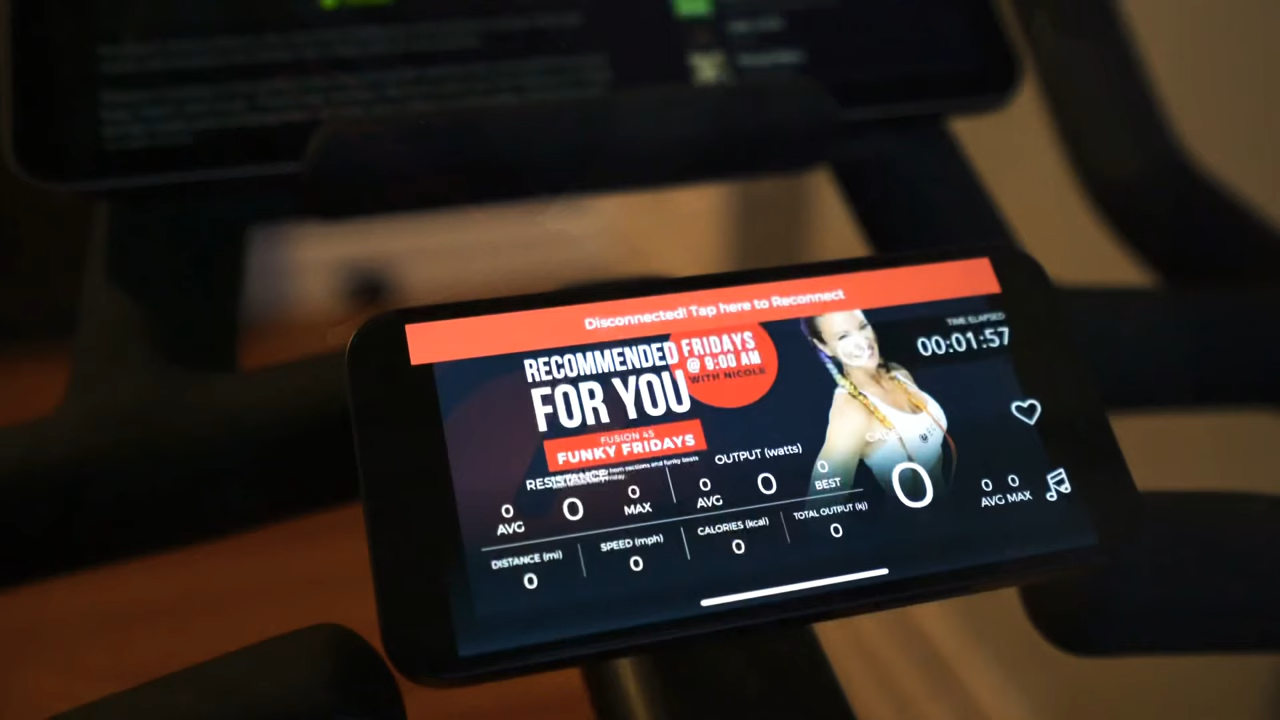 Disconnected! Tap here to Reconnect
RECOMMENDED
FOR YOU
FRIDAYS
@ 9:00 AM
WITH NICOLE
FUSION 45
FUNKY FRIDAYS
TIME ELAPSED
00:01:57
RESISTANCE
0
AVG
0
0
MAX
OUTPUT (watts)
0
AVG
0
0
BEST
0
0 0
AVG MAX
DISTANCE (mi)
0
SPEED (mph)
0
CALORIES (kcal)
0
TOTAL OUTPUT (kj)
0